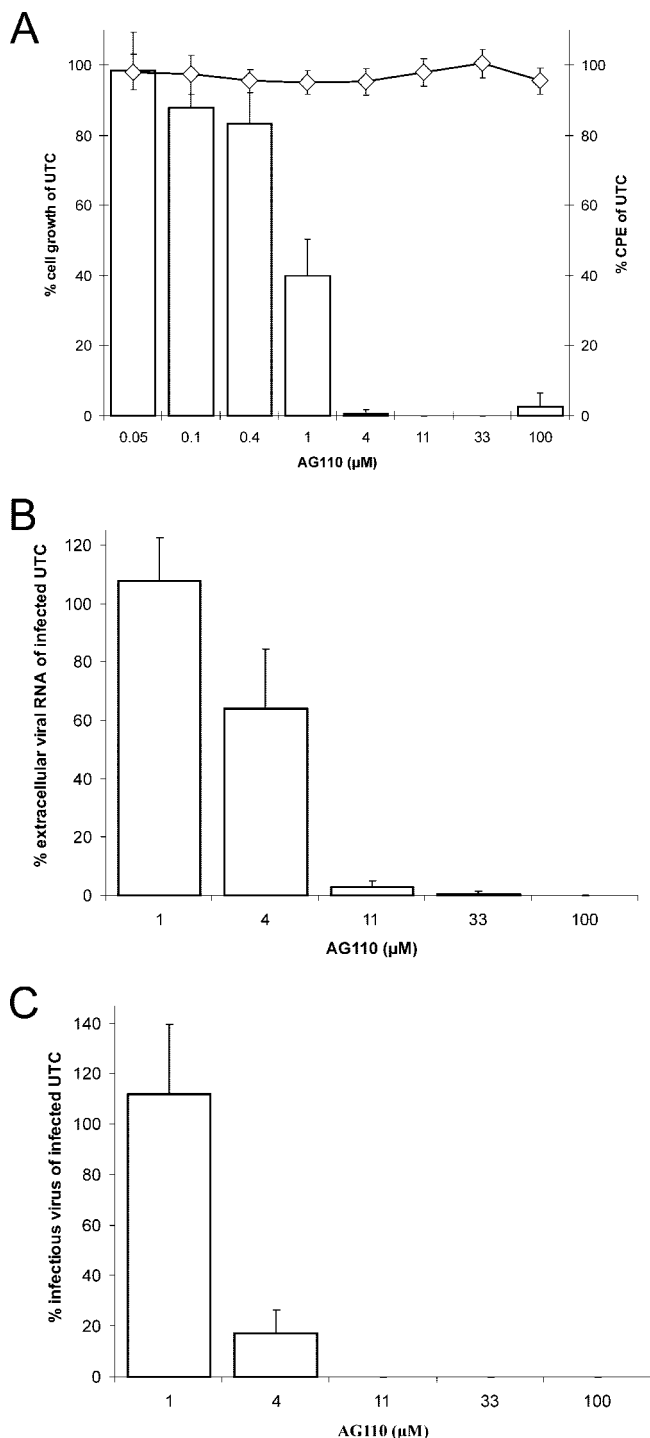 A
% cell growth of UTC
100
80
60
40
20
0
% CPE of UTC
100
80
60
40
20
0
0.05 0.1 0.4 1 4 11 33 100
AG110 (µM)
B
% extracellular viral RNA of infected UTC
120
100
80
60
40
20
0
1 4 11 33 100
AG110 (µM)
C
% infectious virus of infected UTC
140
120
100
80
60
40
20
0
1 4 11 33 100
AG110 (µM)